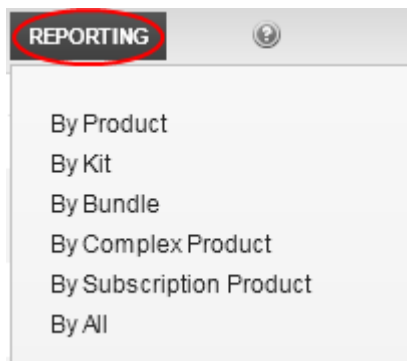 REPORTING ?
By Product
By Kit
By Bundle
By Complex Product
By Subscription Product
By All